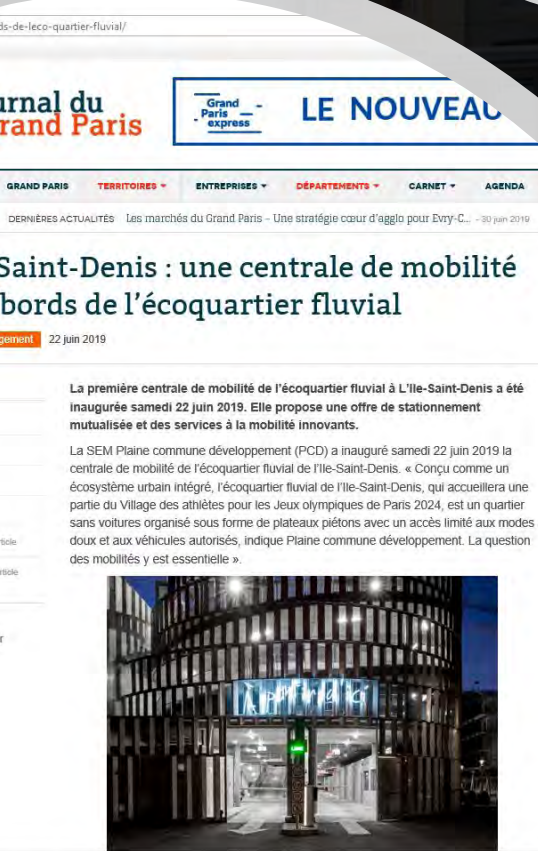 ds-de-leco-quartier-fluvial/
urnal du
rand Paris
Grand
Paris
express
LE NOUVEAU
GRAND PARIS TERRITOIRES ENTREPRISES DÉPARTEMENTS CARNET AGENDA
DERNIÈRES ACTUALITÉS Les marchés du Grand Paris – Une stratégie cœur d'agglo pour Evry-C... - 30 juin 2019
Saint-Denis : une centrale de mobilité
bords de l'écoquartier fluvial
gement 22 juin 2019
La première centrale de mobilité de l'écoquartier fluvial à L'Ile-Saint-Denis a été
inaugurée samedi 22 juin 2019. Elle propose une offre de stationnement
mutualisée et des services à la mobilité innovants.
La SEM Plaine commune développement (PCD) a inauguré samedi 22 juin 2019 la
centrale de mobilité de l'écoquartier fluvial de l'Ile-Saint-Denis. « Conçu comme un
écosystème urbain intégré, l'écoquartier fluvial de l'Ile-Saint-Denis, qui accueillera une
partie du Village des athlètes pour les Jeux olympiques de Paris 2024, est un quartier
sans voitures organisé sous forme de plateaux piétons avec un accès limité aux modes
doux et aux véhicules autorisés, indique Plaine commune développement. La question
des mobilités y est essentielle ».
rticle
rticle
r